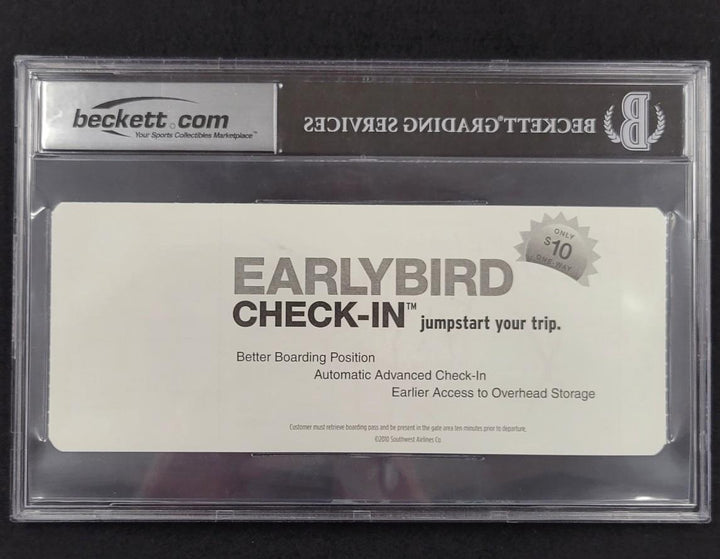 beckett.com
Your Sports Collectibles Marketplace™
BECKETT® GRADING SERVICES
B
ONLY
$10
ONE-WAY
EARLYBIRD
CHECK-IN™ jumpstart your trip.
Better Boarding Position
Automatic Advanced Check-In
Earlier Access to Overhead Storage
Customer must retrieve boarding pass and be present in the gate area ten minutes prior to departure.
©2010 Southwest Airlines Co.